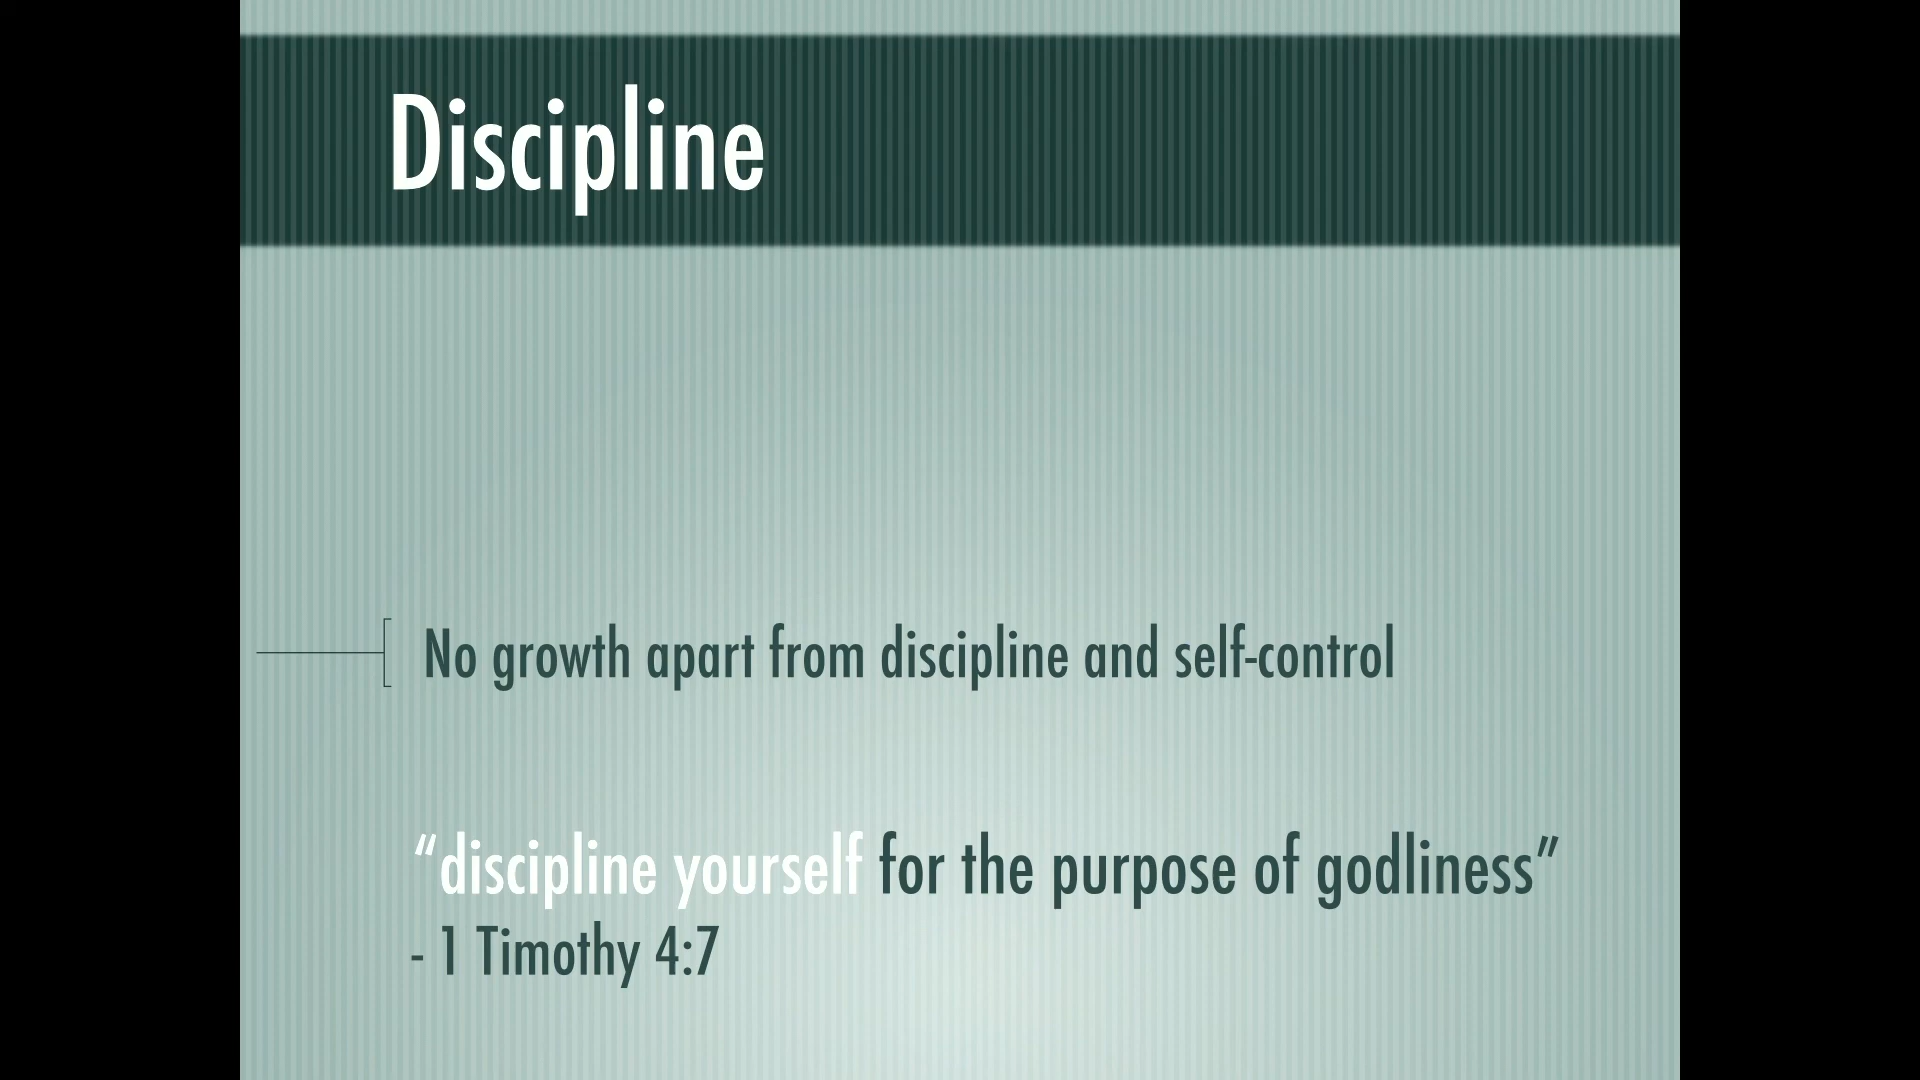 Discipline
No growth apart from discipline and self-control
“discipline yourself for the purpose of godliness”
- 1 Timothy 4:7